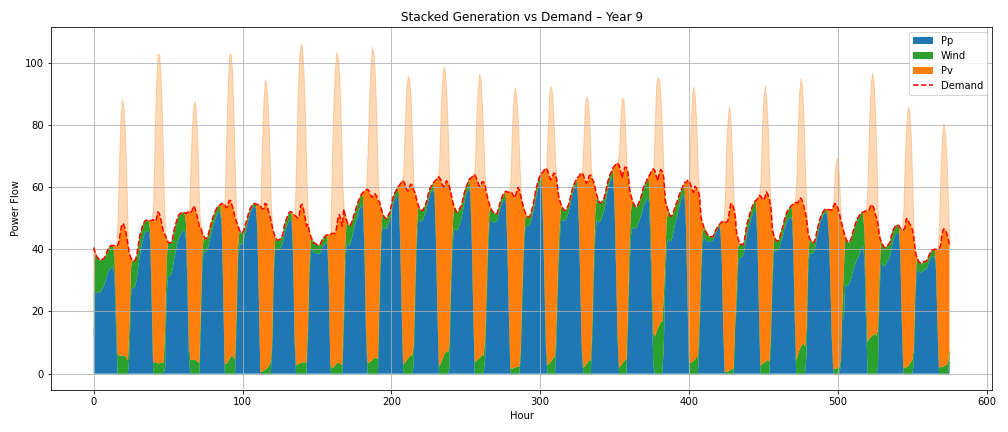 Stacked Generation vs Demand – Year 9
Pp
Wind
Pv
Demand
Power Flow
100
80
60
40
20
0
0 100 200 300 400 500 600
Hour